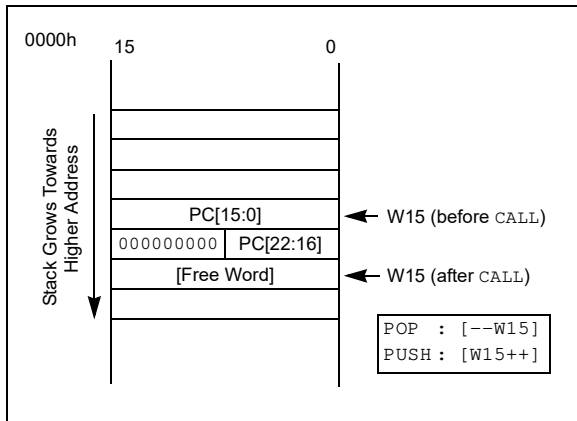 0000h
15 0
Stack Grows Towards
Higher Address
PC[15:0]
W15 (before CALL)
000000000 PC[22:16]
[Free Word]
W15 (after CALL)
POP : [--W15]
PUSH : [W15++]